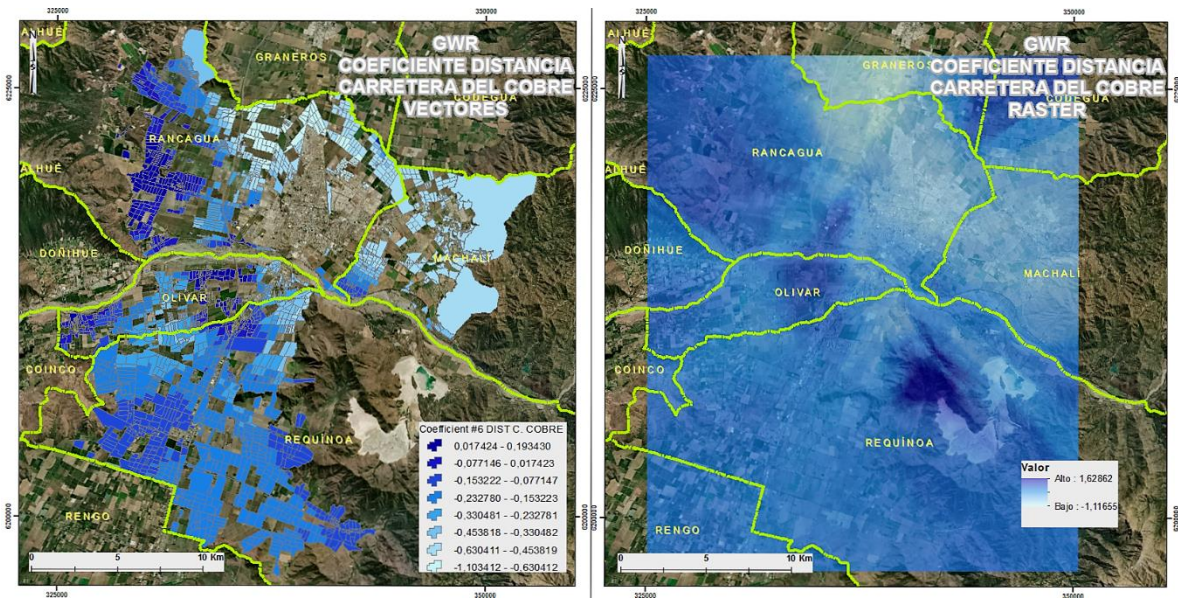 325000
350000
ALHUÉ
GWR
COEFICIENTE DISTANCIA
CARRETERA DEL COBRE
VECTORES
GRANEROS
CODEGUA
6225000
RANCAGUA
ALHUÉ
DOÑIHUE
MACHALÍ
OLIVAR
COINCO
REQUÍNOA
RENGO
6200000
Coefficient #6 DIST C. COBRE
0,017424 - 0,193430
-0,077146 - 0,017423
-0,153222 - -0,077147
-0,232780 - -0,153223
-0,330481 - -0,232781
-0,453818 - -0,330482
-0,630411 - -0,453819
-1,103412 - -0,630412
0 5 10 Km
325000
350000
325000
350000
ALHUÉ
GWR
COEFICIENTE DISTANCIA
CARRETERA DEL COBRE
RASTER
GRANEROS
CODEGUA
6225000
RANCAGUA
ALHUÉ
DOÑIHUE
MACHALÍ
OLIVAR
COINCO
REQUÍNOA
RENGO
6200000
Valor
Alto : 1,62862
Bajo : -1,11655
0 5 10 Km
325000
350000